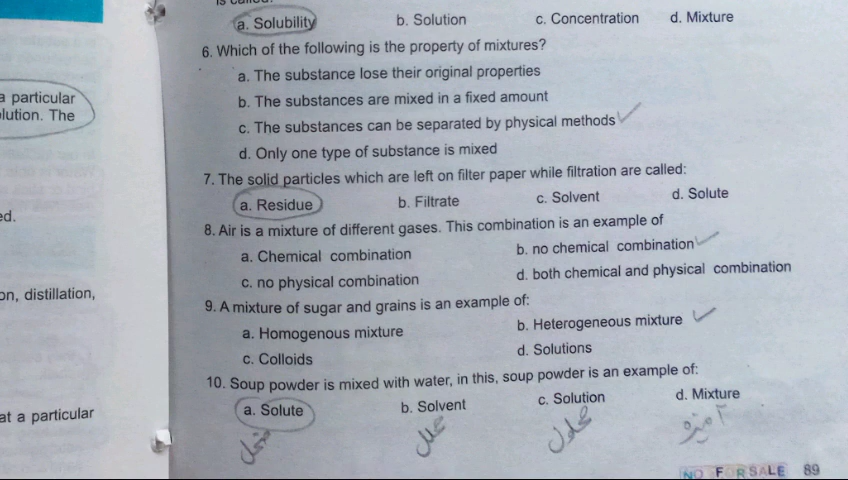 is called:
a. Solubility b. Solution c. Concentration d. Mixture
6. Which of the following is the property of mixtures?
a. The substance lose their original properties
b. The substances are mixed in a fixed amount
c. The substances can be separated by physical methods
d. Only one type of substance is mixed
7. The solid particles which are left on filter paper while filtration are called:
a. Residue b. Filtrate c. Solvent d. Solute
8. Air is a mixture of different gases. This combination is an example of
a. Chemical combination b. no chemical combination
c. no physical combination d. both chemical and physical combination
9. A mixture of sugar and grains is an example of:
a. Homogenous mixture b. Heterogeneous mixture
c. Colloids d. Solutions
10. Soup powder is mixed with water, in this, soup powder is an example of:
a. Solute b. Solvent c. Solution d. Mixture
محلول
NO FOR SALE 89
a particular
lution. The
ed.
on, distillation,
at a particular